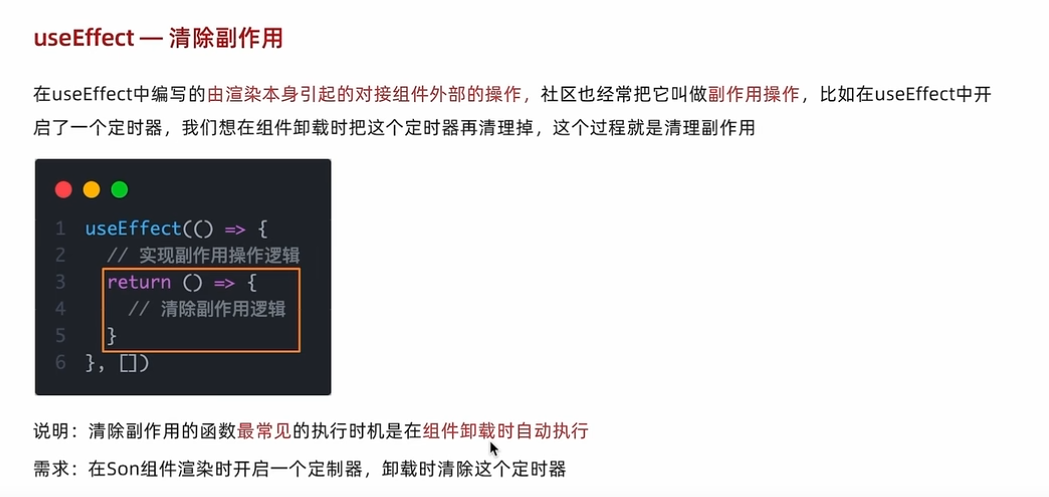 useEffect — 清除副作用
在useEffect中编写的由渲染本身引起的对接组件外部的操作，社区也经常把它叫做副作用操作，比如在useEffect中开
启了一个定时器，我们想在组件卸载时把这个定时器再清理掉，这个过程就是清理副作用
1 useEffect(() => {
2   // 实现副作用操作逻辑
3   return () => {
4     // 清除副作用逻辑
5   }
6 }, [])
说明：清除副作用的函数最常见的执行时机是在组件卸载时自动执行
需求：在Son组件渲染时开启一个定制器，卸载时清除这个定时器